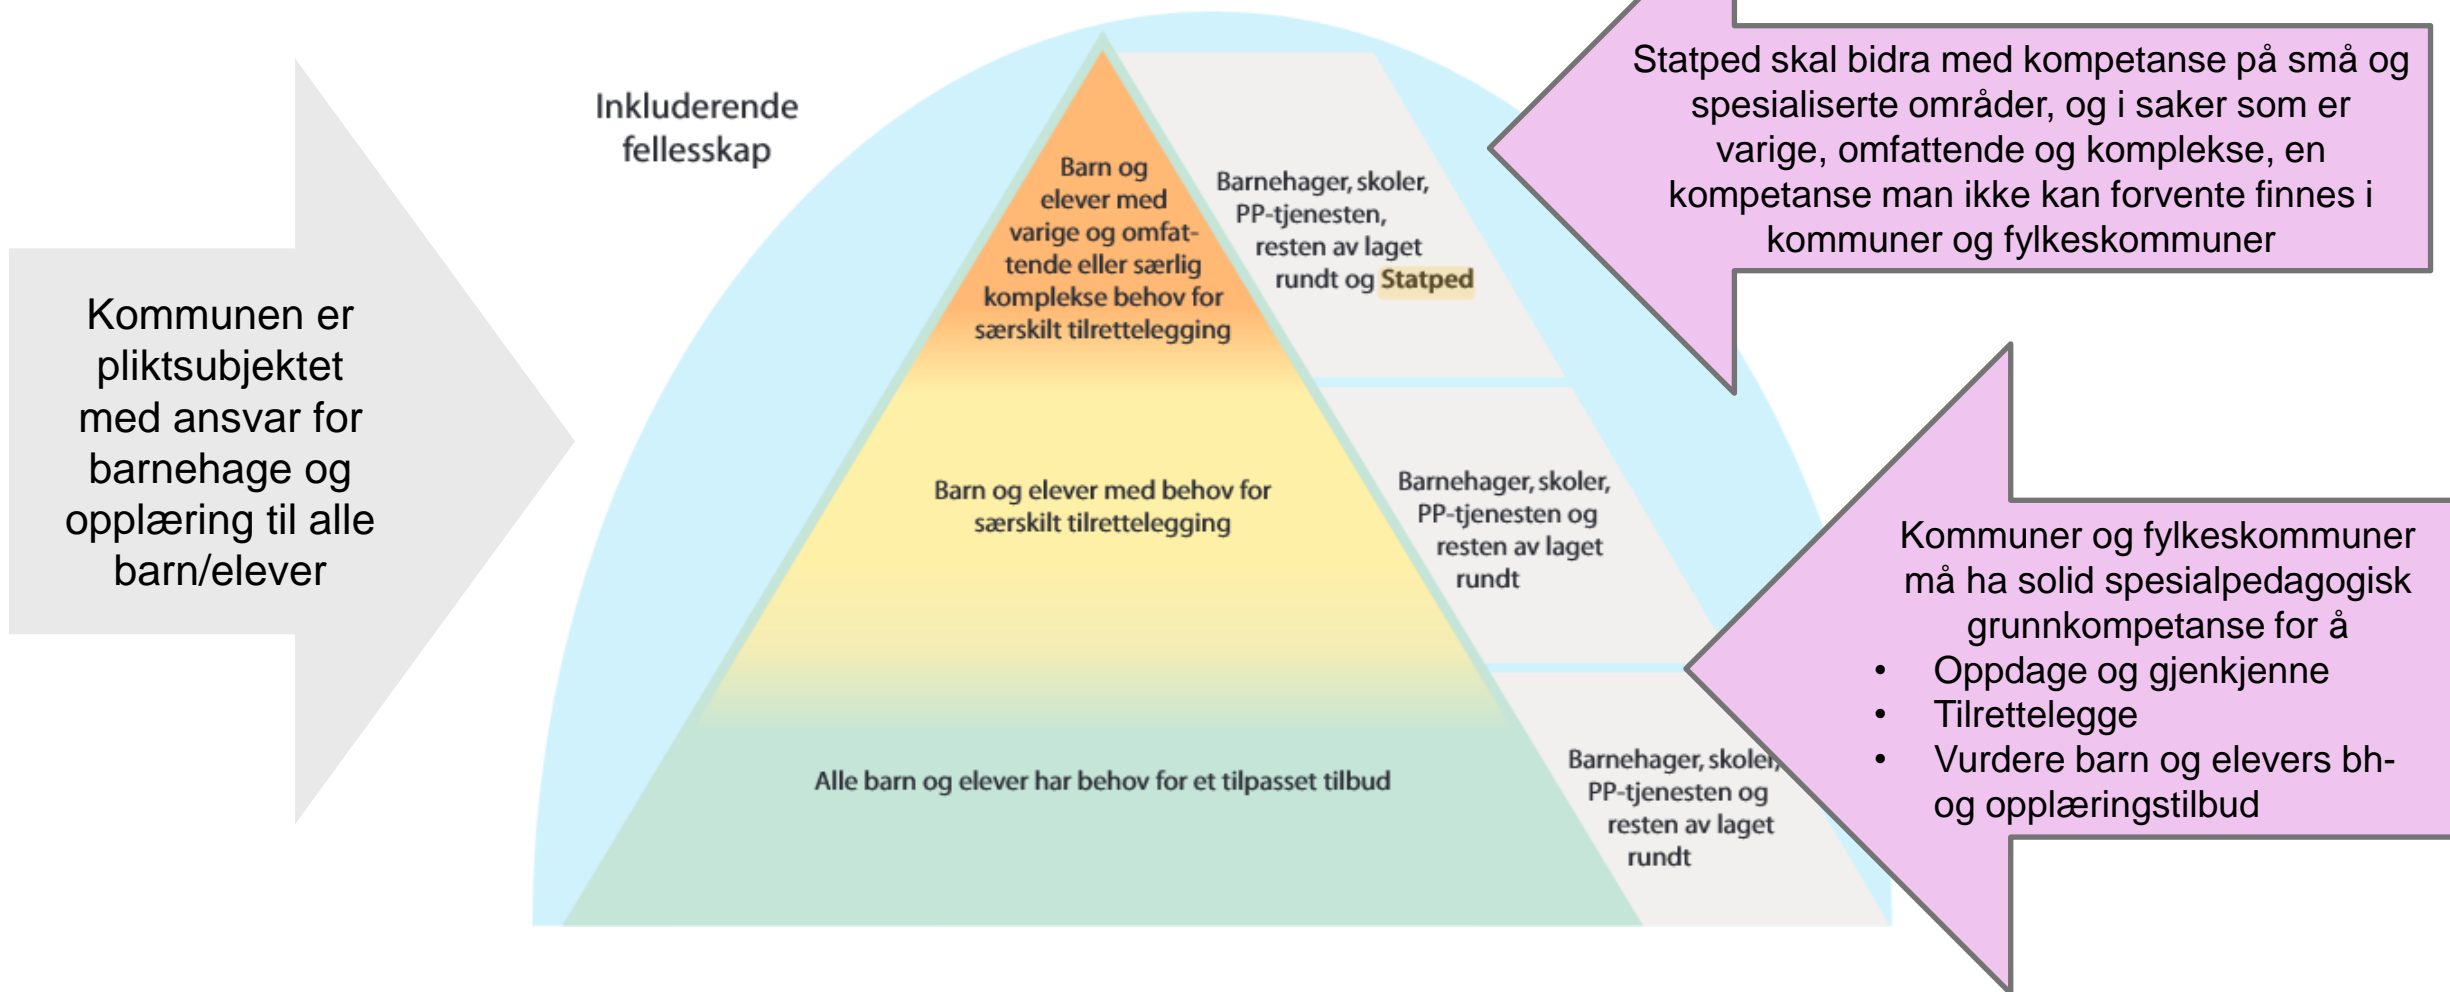 Kommunen er
pliktsubjektet
med ansvar for
barnehage og
opplæring til alle
barn/elever
Inkluderende
fellesskap
Barn og
elever med
varige og omfat-
tende eller særlig
komplekse behov for
særskilt tilrettelegging
Barnehager, skoler,
PP-tjenesten,
resten av laget
rundt og Statped
Statped skal bidra med kompetanse på små og
spesialiserte områder, og i saker som er
varige, omfattende og komplekse, en
kompetanse man ikke kan forvente finnes i
kommuner og fylkeskommuner
Barn og elever med behov for
særskilt tilrettelegging
Barnehager, skoler,
PP-tjenesten og
resten av laget
rundt
Alle barn og elever har behov for et tilpasset tilbud
Barnehager, skoler,
PP-tjenesten og
resten av laget
rundt
Kommuner og fylkeskommuner
må ha solid spesialpedagogisk
grunnkompetanse for å
• Oppdage og gjenkjenne
• Tilrettelegge
• Vurdere barn og elevers bh-
og opplæringstilbud